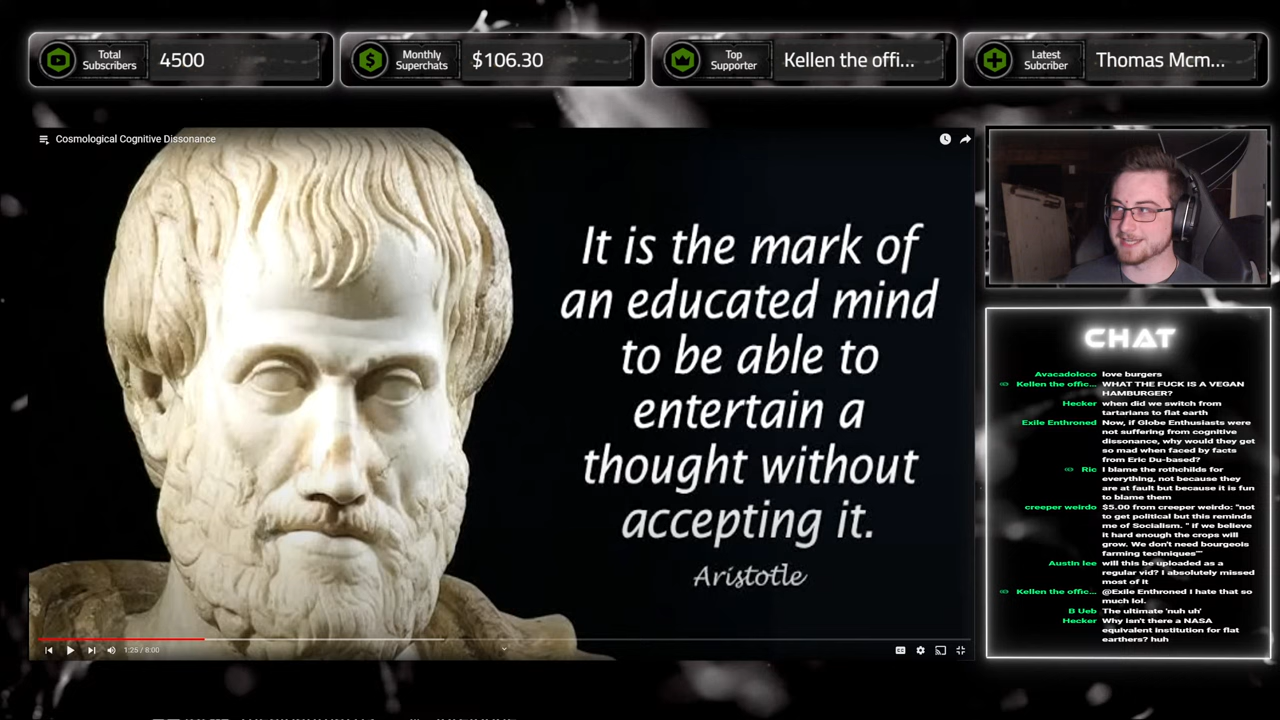 Total
Subscribers
4500
Monthly
Superchats
$106.30
Top
Supporter
Kellen the offi...
Latest
Subcriber
Thomas Mcm...
Cosmological Cognitive Dissonance
It is the mark of
an educated mind
to be able to
entertain a
thought without
accepting it.
Aristotle
1:25 / 8:00
CHAT
Avacadoloco love burgers
Kellen the offic... WHAT THE FUCK IS A VEGAN
HAMBURGER?
Hecker when did we switch from
tartarians to flat earth
Exile Enthroned Now, if Globe Enthusiasts were
not suffering from cognitive
dissonance, why would they get
so mad when faced by facts
from Eric Du-based?
Ric I blame the rothchilds for
everything, not because they
are at fault but because it is fun
to blame them
creeper weirdo $5.00 from creeper weirdo: "not
to get political but this reminds
me of Socialism. " if we believe
it hard enough the crops will
grow. We don't need bourgeois
farming techniques""
Austin lee will this be uploaded as a
regular vid? I absolutely missed
most of it
Kellen the offic... @Exile Enthroned I hate that so
much lol.
B Ueb The ultimate 'nuh uh'
Hecker Why isn't there a NASA
equivalent institution for flat
earthers? huh